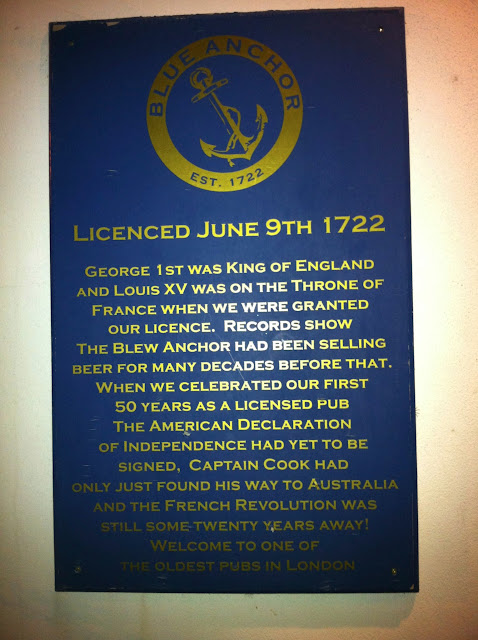 BLUE ANCHOR
EST. 1722
LICENCED JUNE 9TH 1722
GEORGE 1ST WAS KING OF ENGLAND
AND LOUIS XV WAS ON THE THRONE OF
FRANCE WHEN WE WERE GRANTED
OUR LICENCE. RECORDS SHOW
THE BLEW ANCHOR HAD BEEN SELLING
BEER FOR MANY DECADES BEFORE THAT.
WHEN WE CELEBRATED OUR FIRST
50 YEARS AS A LICENSED PUB
THE AMERICAN DECLARATION
OF INDEPENDENCE HAD YET TO BE
SIGNED, CAPTAIN COOK HAD
ONLY JUST FOUND HIS WAY TO AUSTRALIA
AND THE FRENCH REVOLUTION WAS
STILL SOME TWENTY YEARS AWAY!
WELCOME TO ONE OF
THE OLDEST PUBS IN LONDON